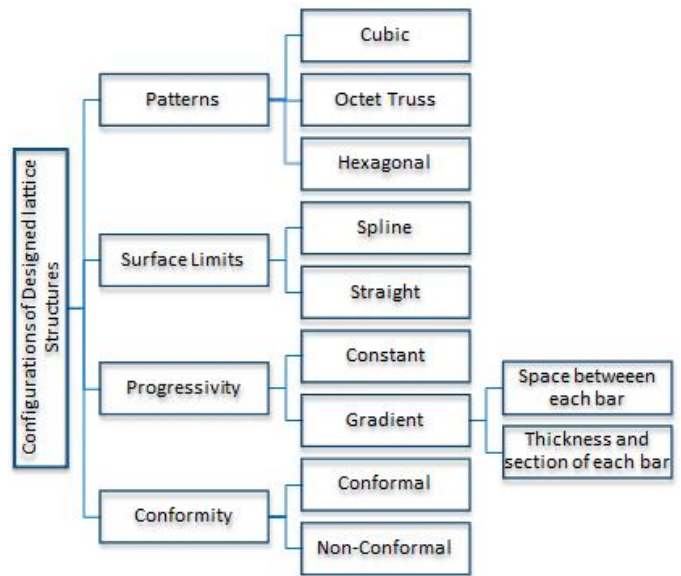 Configurations of Designed lattice
Structures
Patterns
Cubic
Octet Truss
Hexagonal
Surface Limits
Spline
Straight
Progressivity
Constant
Gradient
Space betweeen
each bar
Thickness and
section of each bar
Conformity
Conformal
Non-Conformal